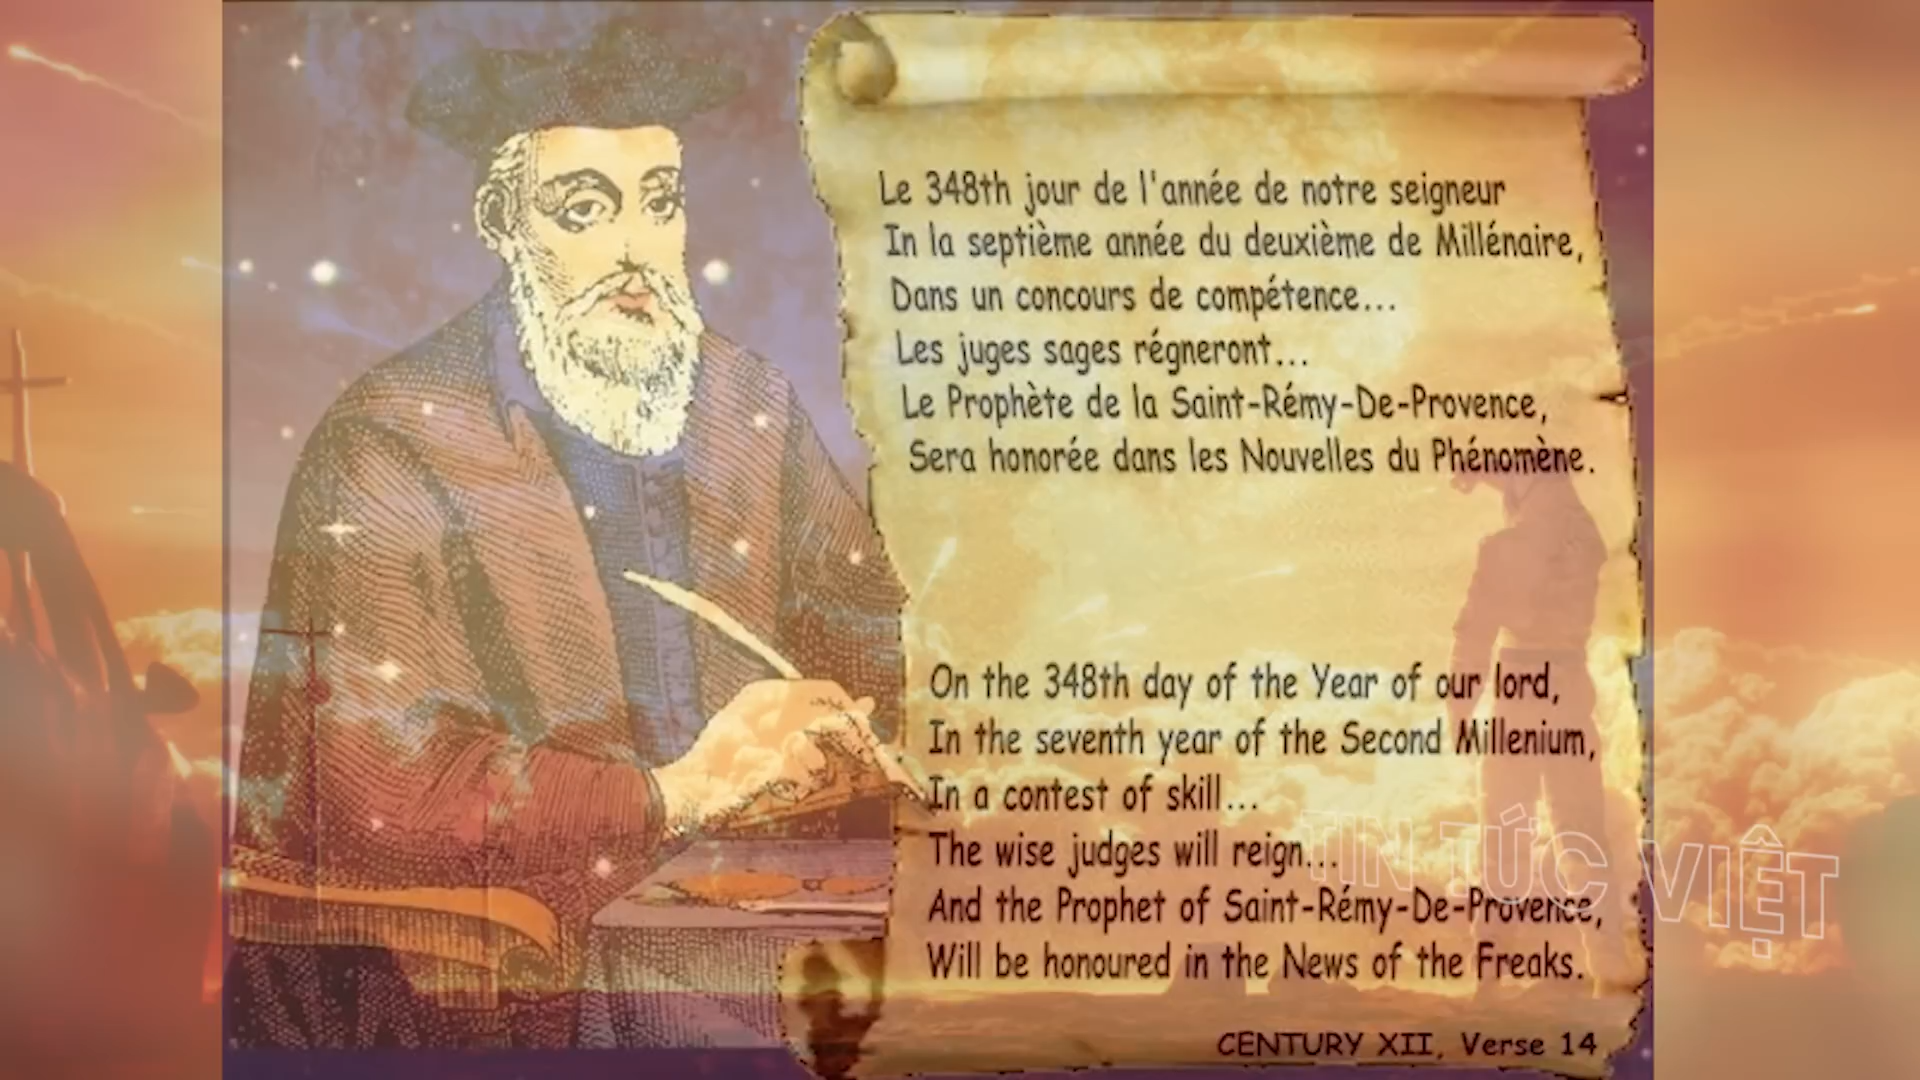 Le 348th jour de l'année de notre seigneur
In la septième année du deuxième de Millénaire,
Dans un concours de compétence...
Les juges sages régneront...
Le Prophète de la Saint-Rémy-De-Provence,
Sera honorée dans les Nouvelles du Phénomène.
On the 348th day of the Year of our lord,
In the seventh year of the Second Millenium,
In a contest of skill...
The wise judges will reign...
And the Prophet of Saint-Rémy-De-Provence,
Will be honoured in the News of the Freaks.
CENTURY XII, Verse 14
TIN TỨC VIỆT